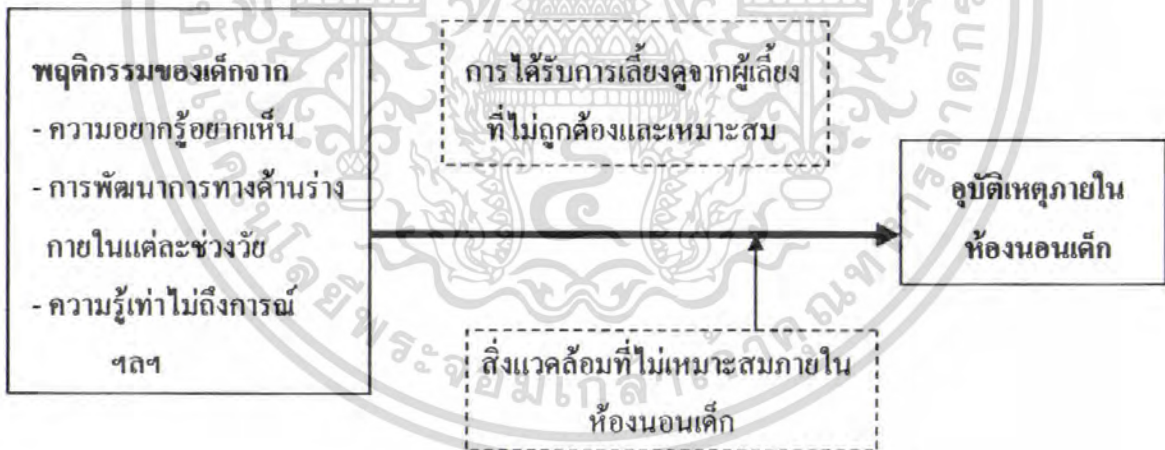 พฤติกรรมของเด็กจาก
- ความอยากรู้อยากเห็น
- การพัฒนาการทางด้านร่าง
กายในแต่ละช่วงวัย
- ความรู้เท่าไม่ถึงการณ์
ฯลฯ
การได้รับการเลี้ยงดูจากผู้เลี้ยง
ที่ไม่ถูกต้องและเหมาะสม
สิ่งแวดล้อมที่ไม่เหมาะสมภายใน
ห้องนอนเด็ก
อุบัติเหตุภายใน
ห้องนอนเด็ก